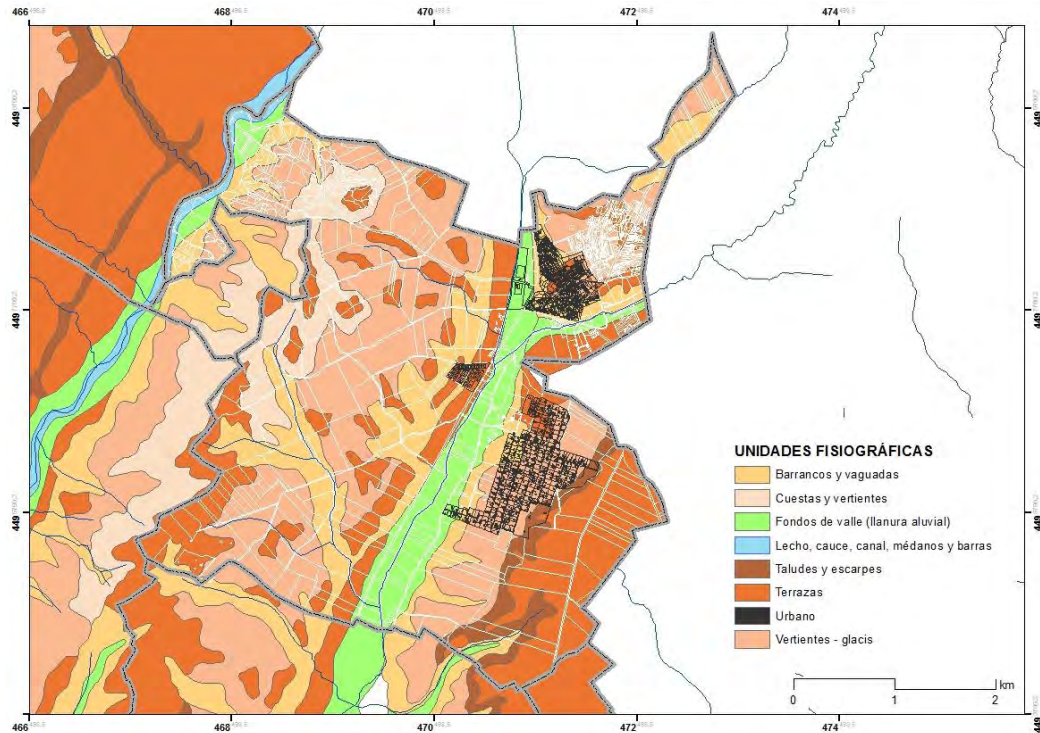 466 468 470 472 474
449
449
449
449
UNIDADES FISIOGRÁFICAS
Barrancos y vaguadas
Cuestas y vertientes
Fondos de valle (llanura aluvial)
Lecho, cauce, canal, médanos y barras
Taludes y escarpes
Terrazas
Urbano
Vertientes - glacis
km
0 1 2
466 468 470 472 474